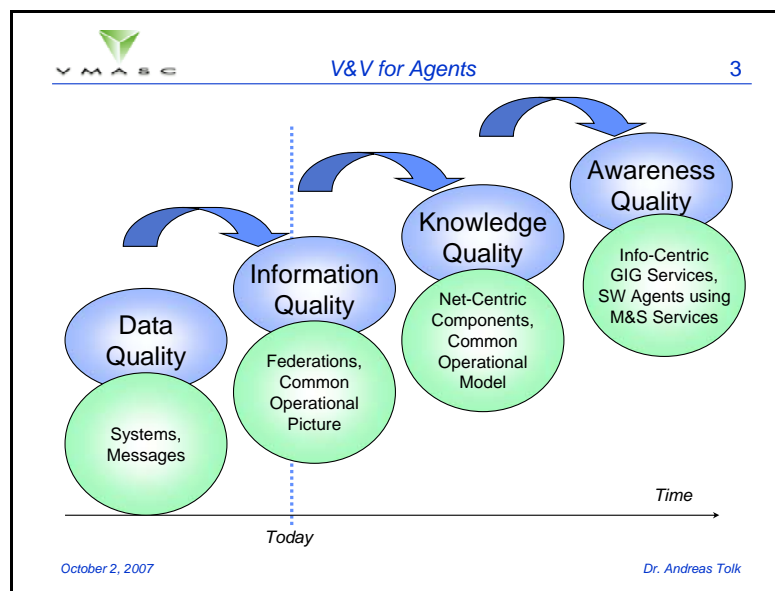 VMASC
V&V for Agents
3
Awareness
Quality
Info-Centric
GIG Services,
SW Agents using
M&S Services
Knowledge
Quality
Net-Centric
Components,
Common
Operational
Model
Information
Quality
Federations,
Common
Operational
Picture
Data
Quality
Systems,
Messages
Time
Today
October 2, 2007
Dr. Andreas Tolk